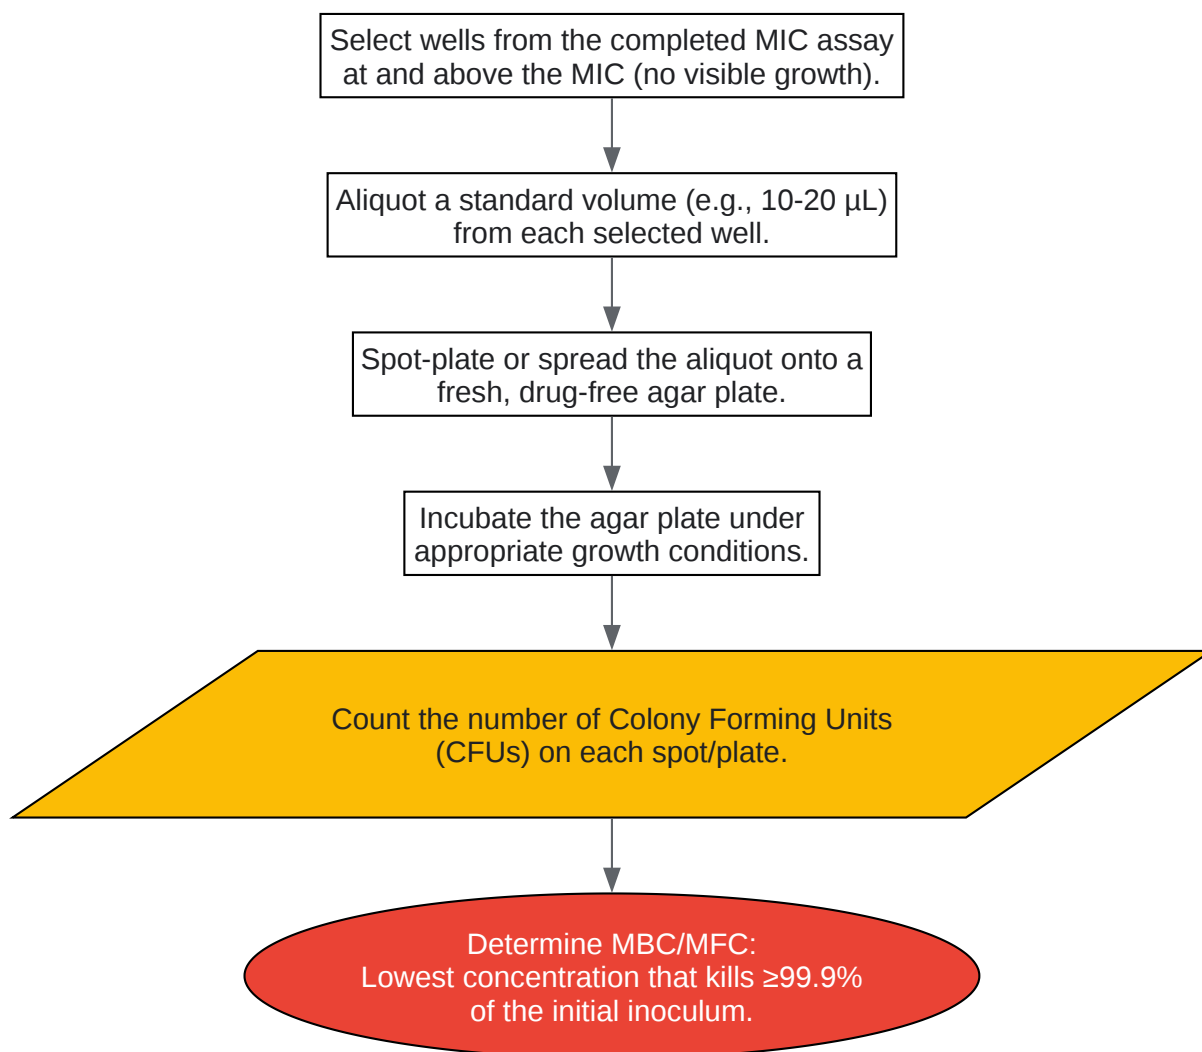 Select wells from the completed MIC assay
at and above the MIC (no visible growth).
Aliquot a standard volume (e.g., 10-20 µL)
from each selected well.
Spot-plate or spread the aliquot onto a
fresh, drug-free agar plate.
Incubate the agar plate under
appropriate growth conditions.
Count the number of Colony Forming Units
(CFUs) on each spot/plate.
Determine MBC/MFC:
Lowest concentration that kills ≥99.9%
of the initial inoculum.